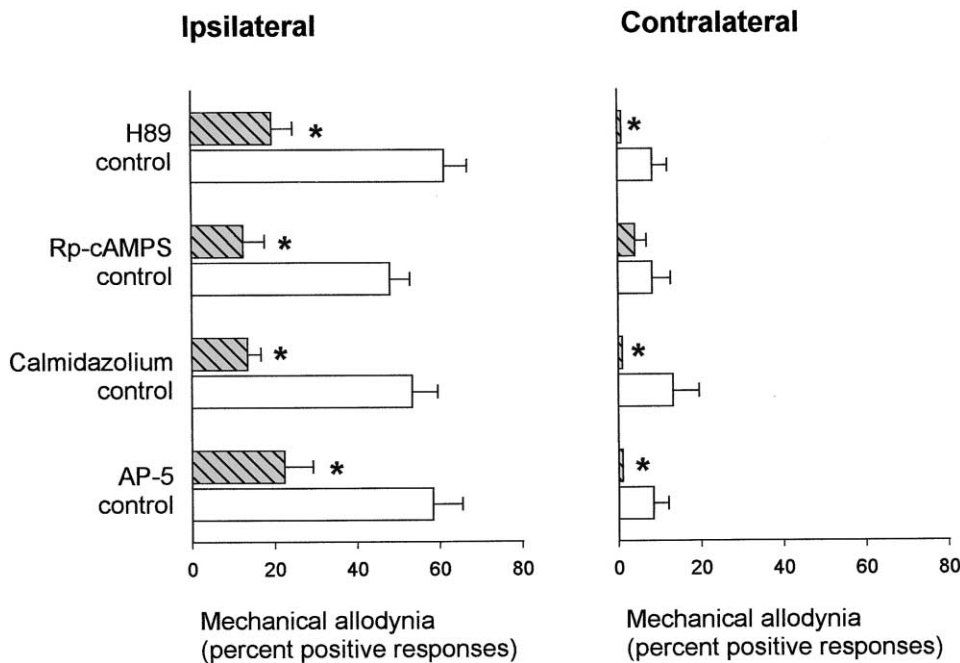 Ipsilateral
Contralateral
H89
control
*
*
Rp-cAMPS
control
*
Calmidazolium
control
*
*
AP-5
control
*
*
0 20 40 60 80
0 20 40 60 80
Mechanical allodynia
(percent positive responses)
Mechanical allodynia
(percent positive responses)